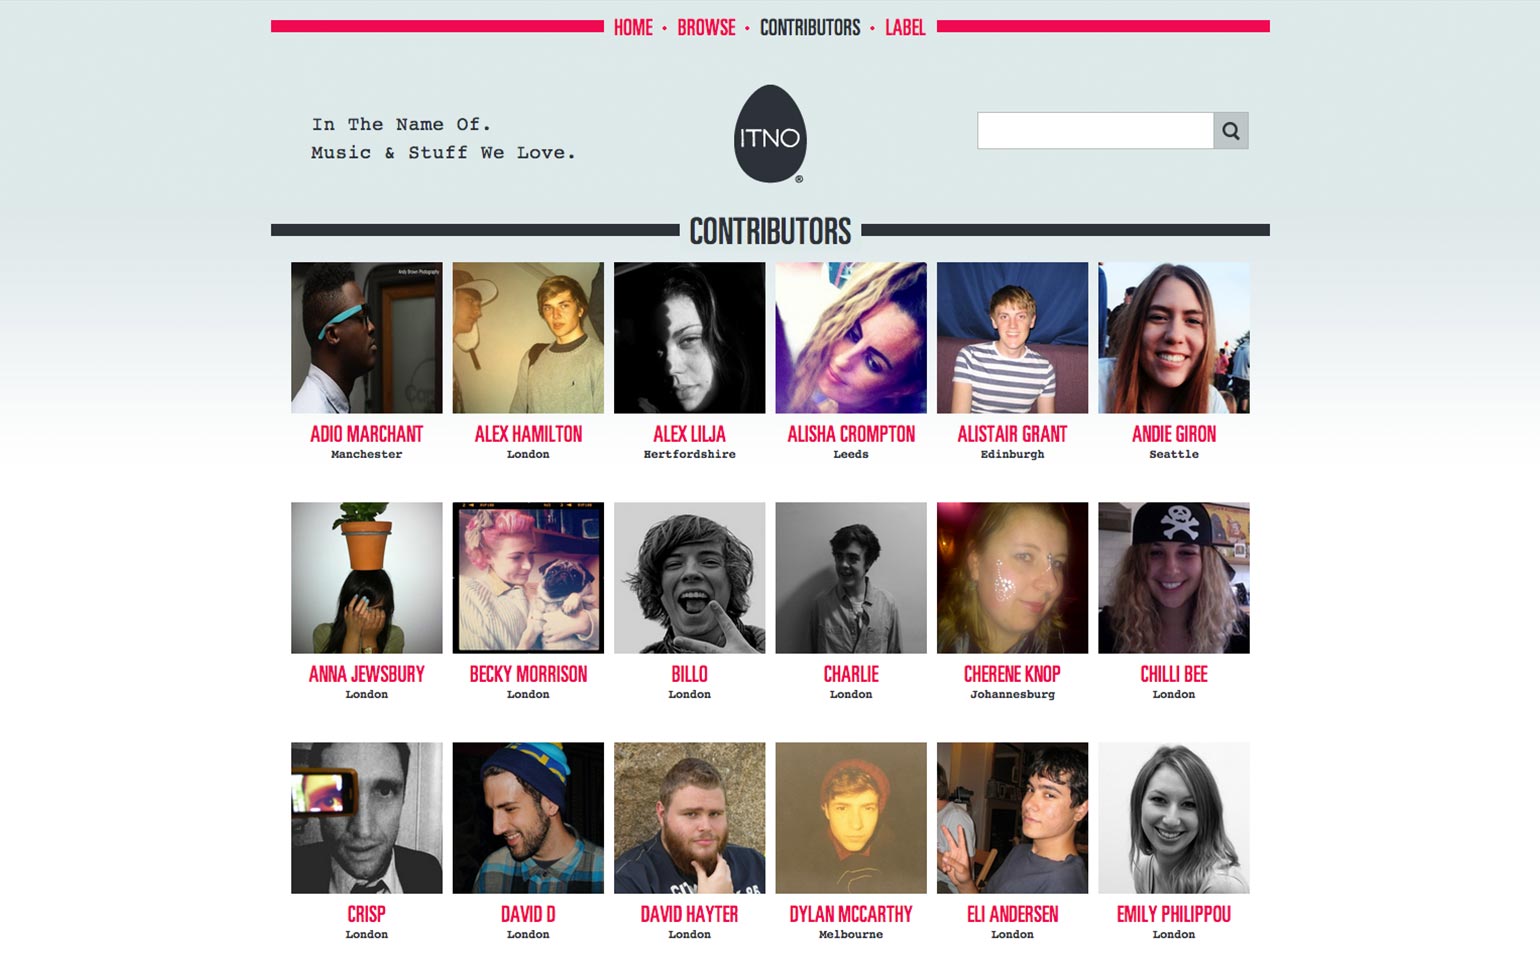 HOME • BROWSE • CONTRIBUTORS • LABEL
In The Name Of.
Music & Stuff We Love.
ITNO
®
CONTRIBUTORS
Andy Brown Photography
ADIO MARCHANT
Manchester
ALEX HAMILTON
London
ALEX LILJA
Hertfordshire
ALISHA CROMPTON
Leeds
ALISTAIR GRANT
Edinburgh
ANDIE GIRON
Seattle
ANNA JEWSBURY
London
BECKY MORRISON
London
BILLO
London
CHARLIE
London
CHERENE KNOP
Johannesburg
CHILLI BEE
London
CRISP
London
DAVID D
London
DAVID HAYTER
London
DYLAN MCCARTHY
Melbourne
ELI ANDERSEN
London
EMILY PHILIPPOU
London